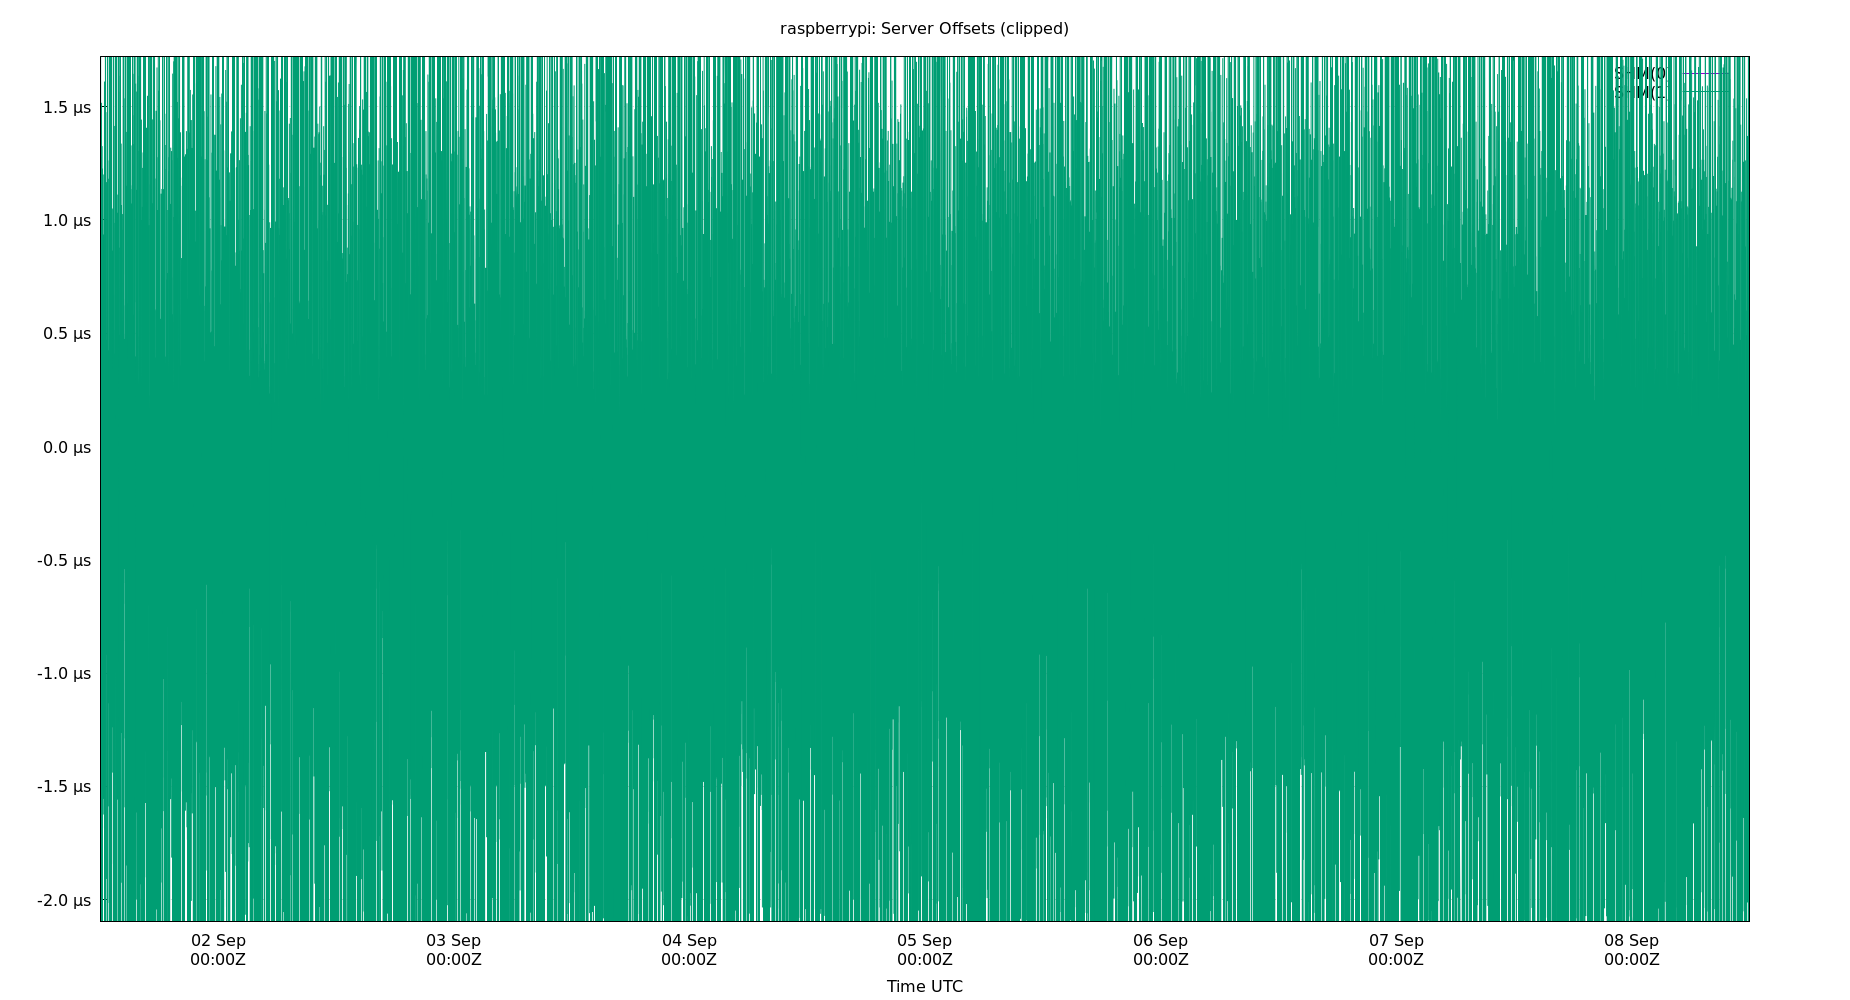 raspberrypi: Server Offsets (clipped)
1.5 µs
1.0 µs
0.5 µs
0.0 µs
-0.5 µs
-1.0 µs
-1.5 µs
-2.0 µs
02 Sep 03 Sep 04 Sep 05 Sep 06 Sep 07 Sep 08 Sep
00:00Z 00:00Z 00:00Z 00:00Z 00:00Z 00:00Z 00:00Z
Time UTC